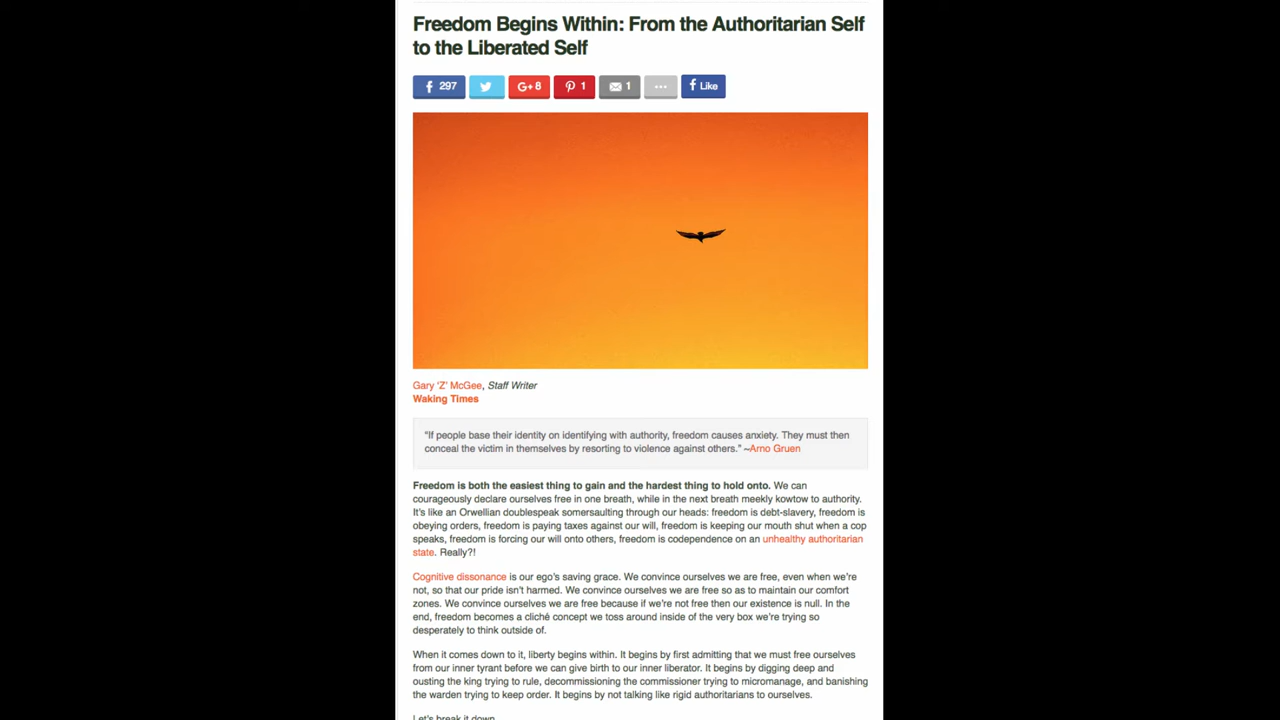 Freedom Begins Within: From the Authoritarian Self
to the Liberated Self
297 G+ 8 1 1 ... Like
Gary 'Z' McGee, Staff Writer
Waking Times
“If people base their identity on identifying with authority, freedom causes anxiety. They must then
conceal the victim in themselves by resorting to violence against others.” ~Arno Gruen
Freedom is both the easiest thing to gain and the hardest thing to hold onto. We can
courageously declare ourselves free in one breath, while in the next breath meekly kowtow to authority.
It’s like an Orwellian doublespeak somersaulting through our heads: freedom is debt-slavery, freedom is
obeying orders, freedom is paying taxes against our will, freedom is keeping our mouth shut when a cop
speaks, freedom is forcing our will onto others, freedom is codependence on an unhealthy authoritarian
state. Really?!
Cognitive dissonance is our ego’s saving grace. We convince ourselves we are free, even when we’re
not, so that our pride isn’t harmed. We convince ourselves we are free so as to maintain our comfort
zones. We convince ourselves we are free because if we’re not free then our existence is null. In the
end, freedom becomes a cliché concept we toss around inside of the very box we’re trying so
desperately to think outside of.
When it comes down to it, liberty begins within. It begins by first admitting that we must free ourselves
from our inner tyrant before we can give birth to our inner liberator. It begins by digging deep and
ousting the king trying to rule, decommissioning the commissioner trying to micromanage, and banishing
the warden trying to keep order. It begins by not talking like rigid authoritarians to ourselves.
Let’s break it down